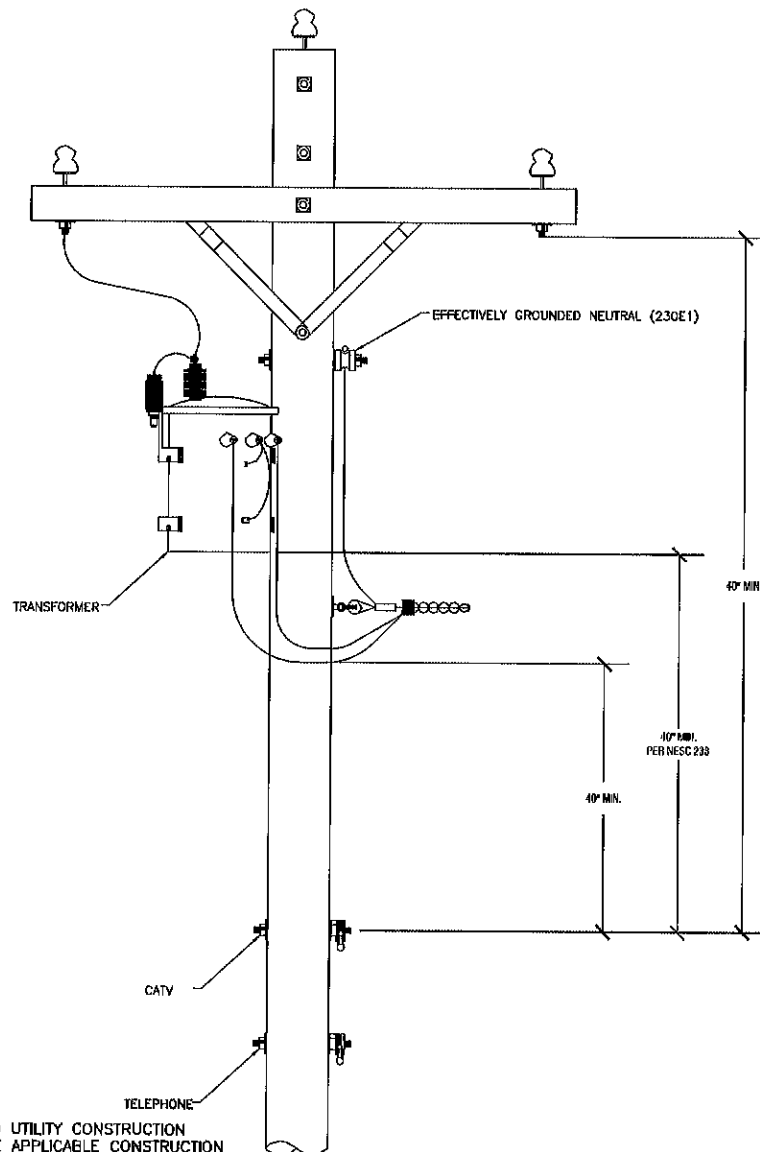 EFFECTIVELY GROUNDED NEUTRAL (230E1)
TRANSFORMER
40" MIN
40" MIN.
PER NESC 238
40" MIN.
CATV
TELEPHONE
UTILITY CONSTRUCTION
APPLICABLE CONSTRUCTION